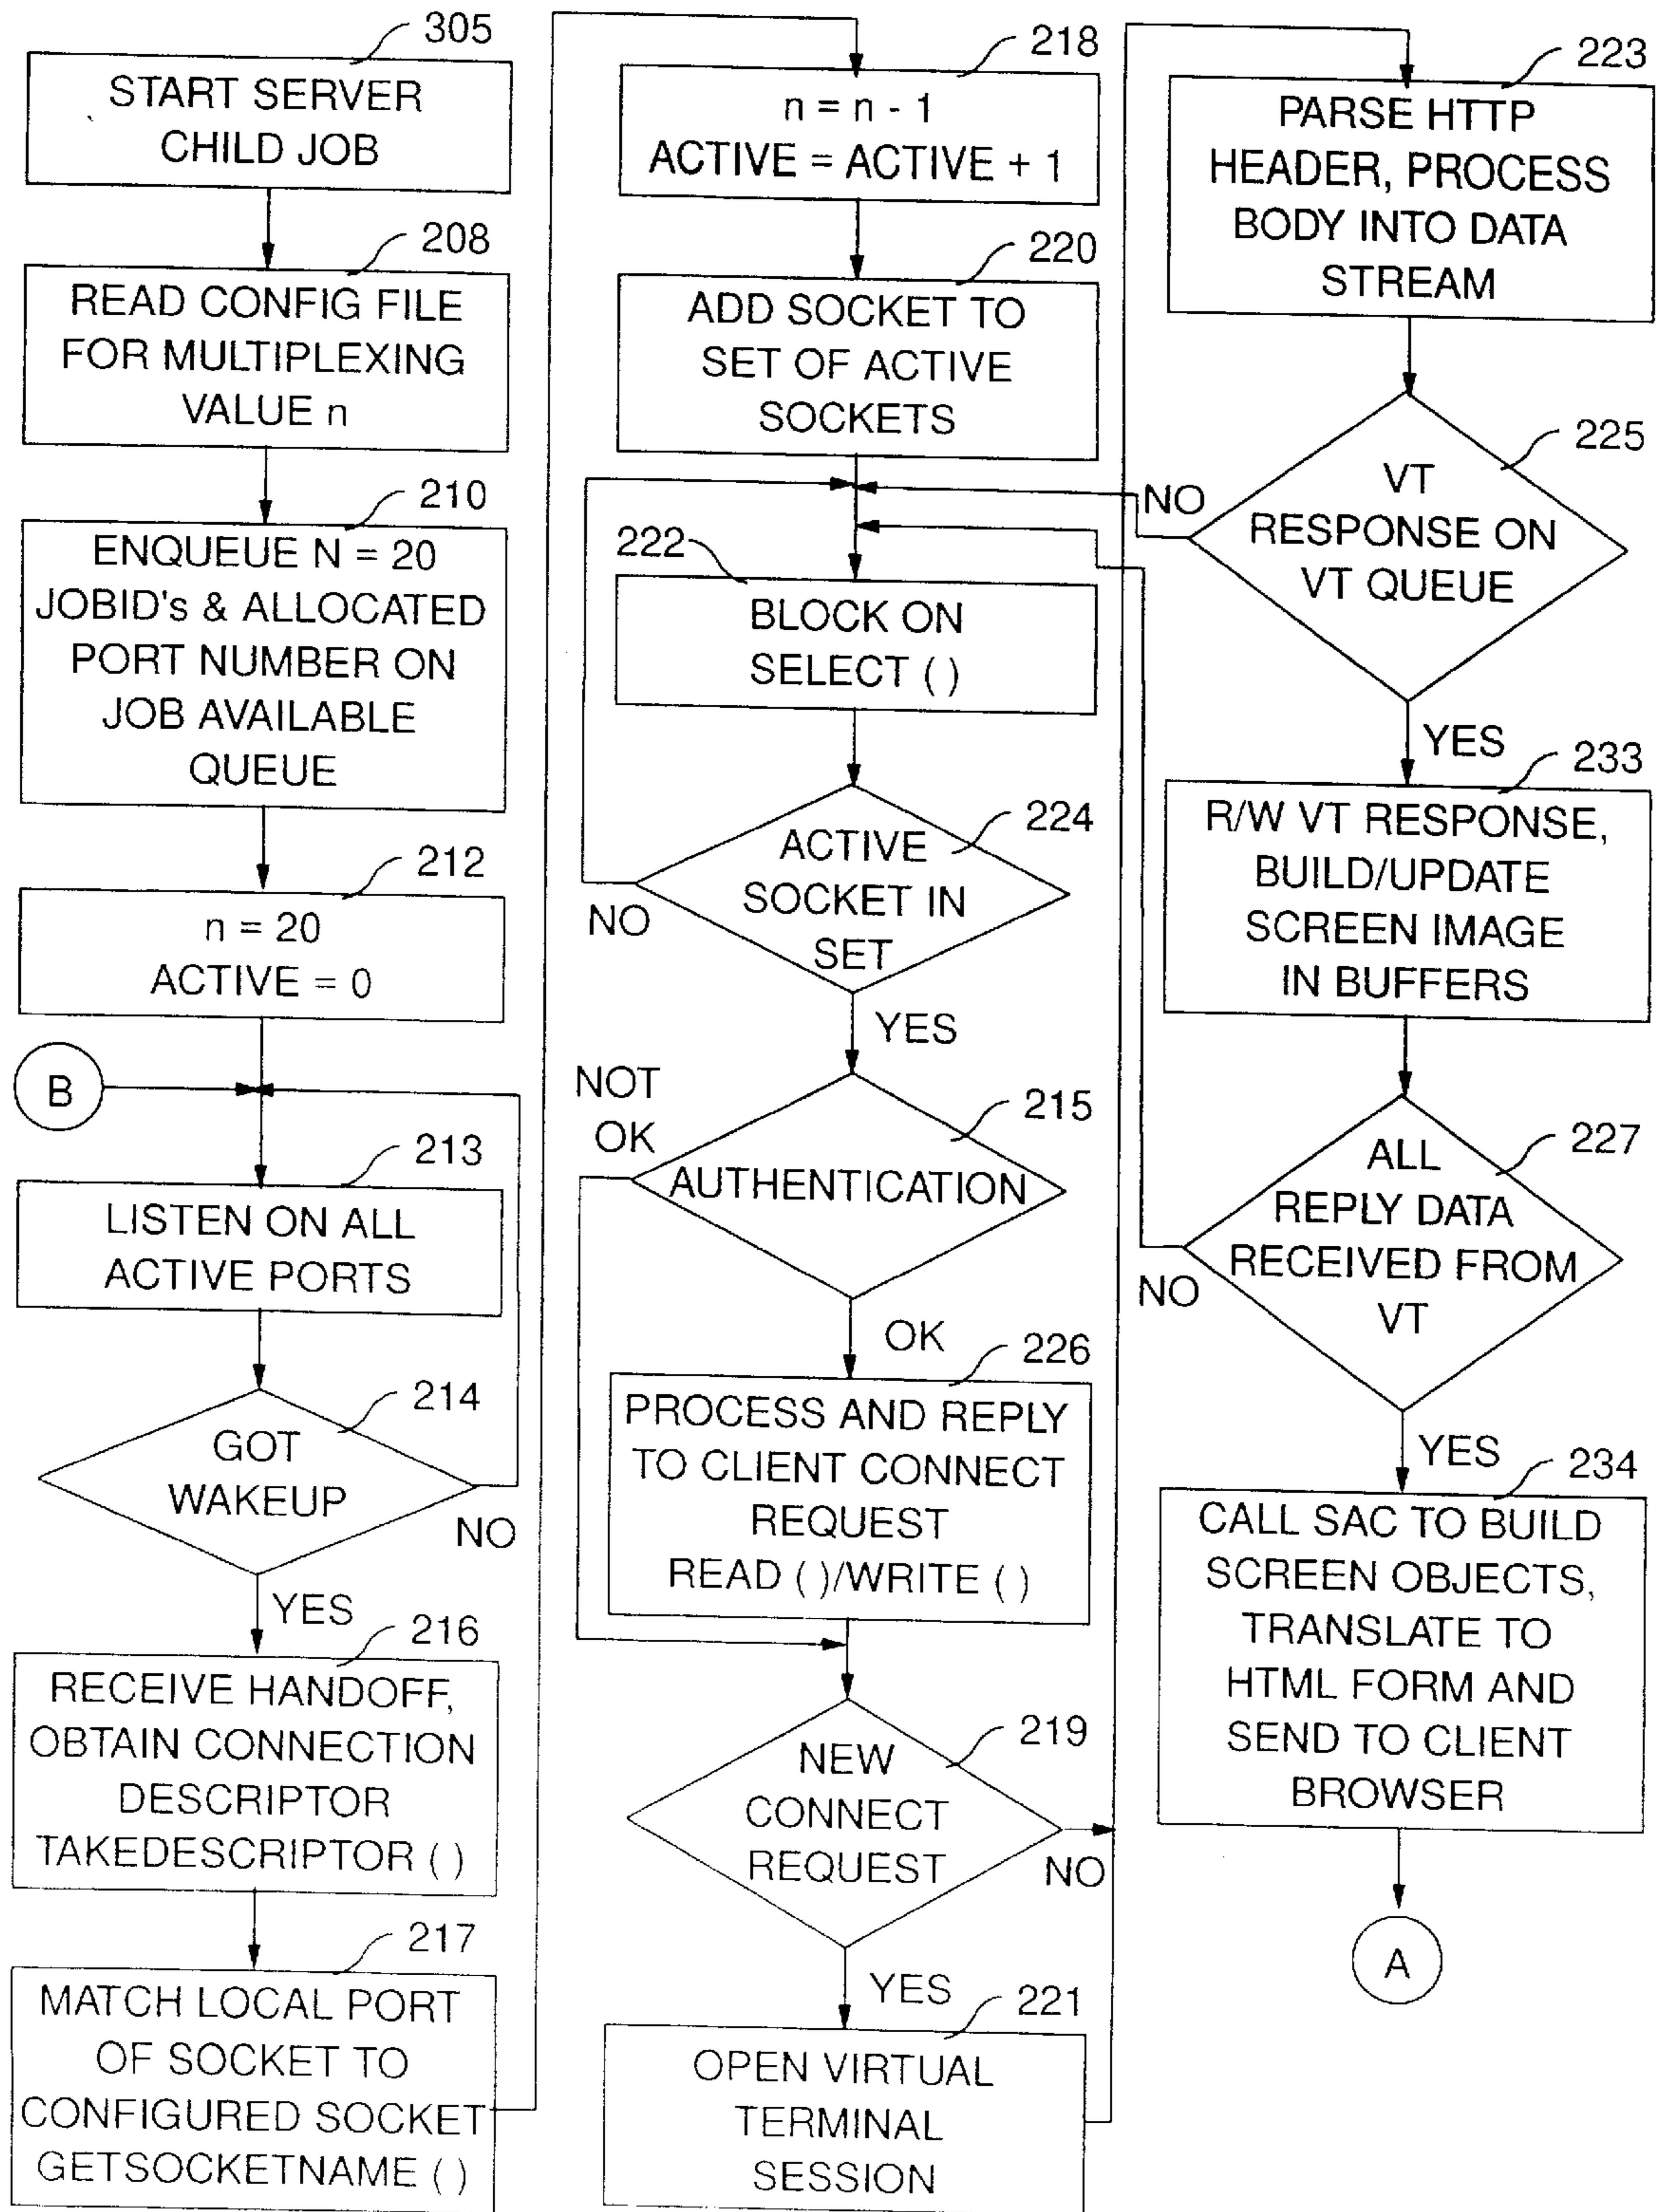 305
START SERVER
CHILD JOB
208
READ CONFIG FILE
FOR MULTIPLEXING
VALUE n
210
ENQUEUE N = 20
JOBID's & ALLOCATED
PORT NUMBER ON
JOB AVAILABLE
QUEUE
212
n = 20
ACTIVE = 0
B
213
LISTEN ON ALL
ACTIVE PORTS
214
GOT
WAKEUP
NO
YES
216
RECEIVE HANDOFF,
OBTAIN CONNECTION
DESCRIPTOR
TAKEDESCRIPTOR ( )
217
MATCH LOCAL PORT
OF SOCKET TO
CONFIGURED SOCKET
GETSOCKETNAME ( )
218
n = n - 1
ACTIVE = ACTIVE + 1
220
ADD SOCKET TO
SET OF ACTIVE
SOCKETS
222
BLOCK ON
SELECT ( )
224
ACTIVE
SOCKET IN
SET
NO
YES
NOT
OK
215
AUTHENTICATION
OK
226
PROCESS AND REPLY
TO CLIENT CONNECT
REQUEST
READ ( )/WRITE ( )
219
NEW
CONNECT
REQUEST
NO
YES
221
OPEN VIRTUAL
TERMINAL
SESSION
223
PARSE HTTP
HEADER, PROCESS
BODY INTO DATA
STREAM
225
VT
RESPONSE ON
VT QUEUE
NO
YES
233
R/W VT RESPONSE,
BUILD/UPDATE
SCREEN IMAGE
IN BUFFERS
227
ALL
REPLY DATA
RECEIVED FROM
VT
NO
YES
234
CALL SAC TO BUILD
SCREEN OBJECTS,
TRANSLATE TO
HTML FORM AND
SEND TO CLIENT
BROWSER
A